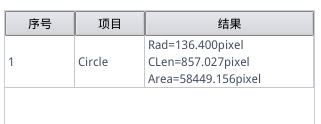 序号 项目 结果
1 Circle Rad=136.400pixel
CLen=857.027pixel
Area=58449.156pixel